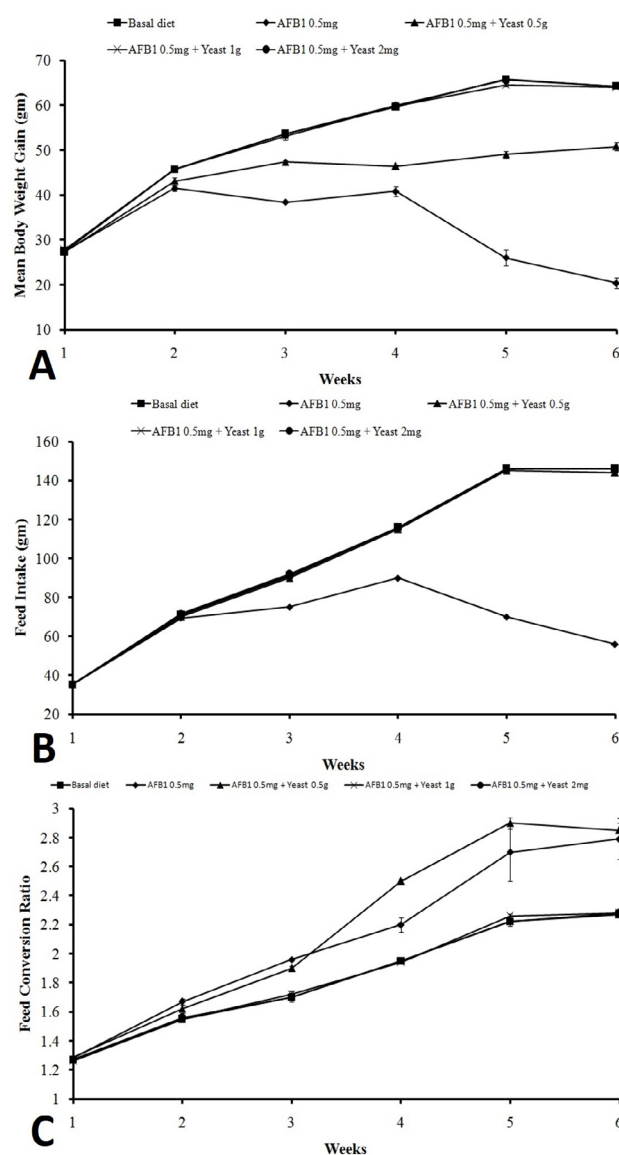 Basal diet AFB1 0.5mg AFB1 0.5mg + Yeast 0.5g
AFB1 0.5mg + Yeast 1g AFB1 0.5mg + Yeast 2mg
70
60
50
40
30
20
10
Mean Body Weight Gain (gm)
1 2 3 4 5 6
Weeks
A
Basal diet AFB1 0.5mg AFB1 0.5mg + Yeast 0.5g
AFB1 0.5mg + Yeast 1g AFB1 0.5mg + Yeast 2mg
160
140
120
100
80
60
40
20
Feed Intake (gm)
1 2 3 4 5 6
Weeks
B
Basal diet AFB1 0.5mg AFB1 0.5mg + Yeast 0.5g AFB1 0.5mg + Yeast 1g AFB1 0.5mg + Yeast 2mg
3
2.8
2.6
2.4
2.2
2
1.8
1.6
1.4
1.2
1
Feed Conversion Ratio
1 2 3 4 5 6
Weeks
C